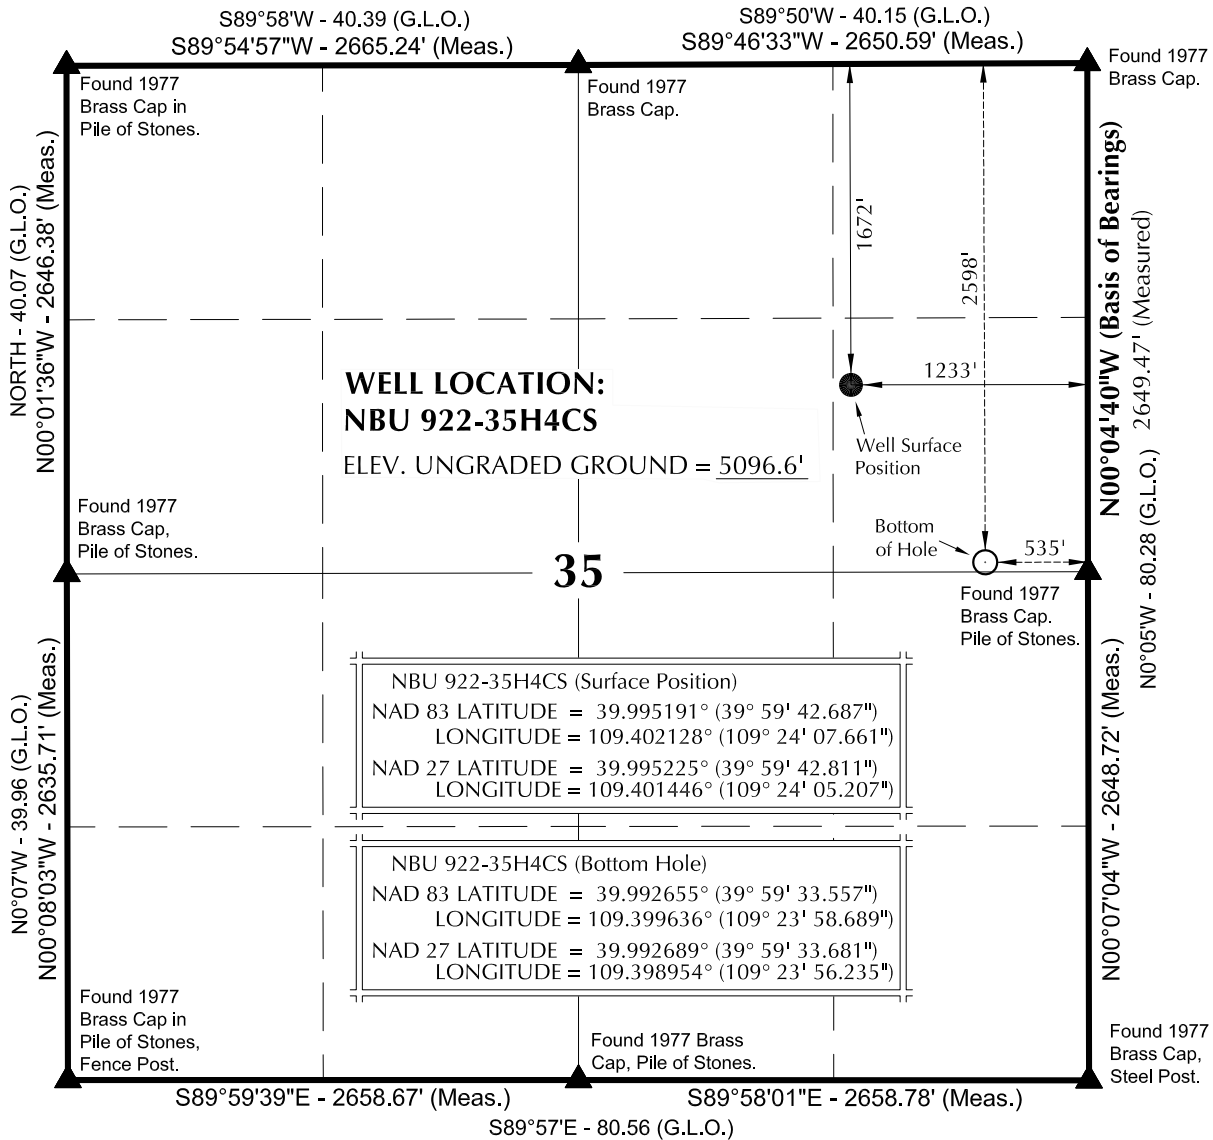 S89°58'W - 40.39 (G.L.O.)
S89°54'57"W - 2665.24' (Meas.)
S89°50'W - 40.15 (G.L.O.)
S89°46'33"W - 2650.59' (Meas.)
Found 1977
Brass Cap in
Pile of Stones.
Found 1977
Brass Cap.
Found 1977
Brass Cap.
NORTH - 40.07 (G.L.O.)
N00°01'36"W - 2646.38' (Meas.)
1672'
2598'
N00°04'40"W (Basis of Bearings)
2649.47' (Measured)
N0°05'W - 80.28 (G.L.O.)
WELL LOCATION:
NBU 922-35H4CS
ELEV. UNGRADED GROUND = 5096.6'
1233'
Well Surface
Position
Bottom
of Hole
535'
Found 1977
Brass Cap,
Pile of Stones.
35
Found 1977
Brass Cap.
Pile of Stones.
N0°07'W - 39.96 (G.L.O.)
N00°08'03"W - 2635.71' (Meas.)
N00°07'04"W - 2648.72' (Meas.)
NBU 922-35H4CS (Surface Position)
NAD 83 LATITUDE = 39.995191° (39° 59' 42.687")
LONGITUDE = 109.402128° (109° 24' 07.661")
NAD 27 LATITUDE = 39.995225° (39° 59' 42.811")
LONGITUDE = 109.401446° (109° 24' 05.207")
NBU 922-35H4CS (Bottom Hole)
NAD 83 LATITUDE = 39.992655° (39° 59' 33.557")
LONGITUDE = 109.399636° (109° 23' 58.689")
NAD 27 LATITUDE = 39.992689° (39° 59' 33.681")
LONGITUDE = 109.398954° (109° 23' 56.235")
Found 1977
Brass Cap in
Pile of Stones,
Fence Post.
Found 1977 Brass
Cap, Pile of Stones.
Found 1977
Brass Cap,
Steel Post.
S89°59'39"E - 2658.67' (Meas.)
S89°58'01"E - 2658.78' (Meas.)
S89°57'E - 80.56 (G.L.O.)